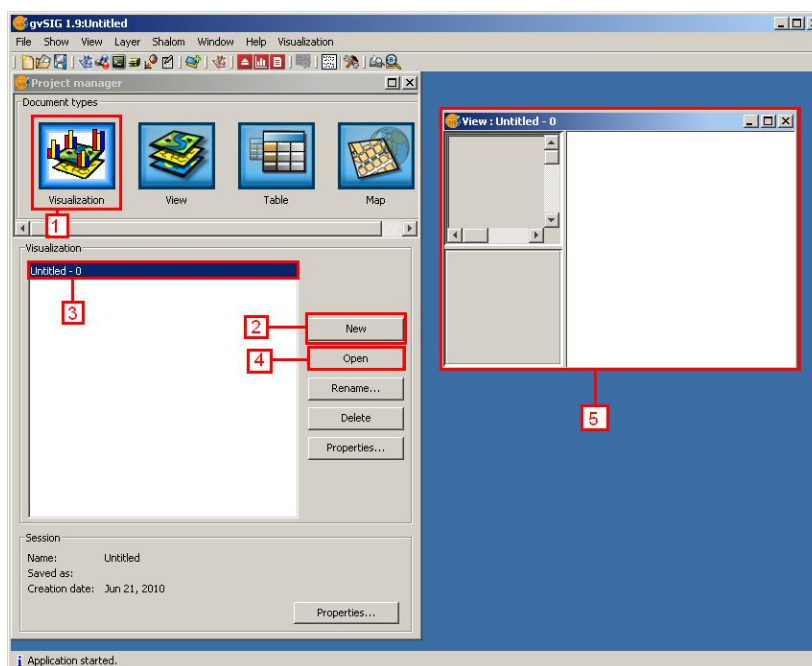 gvSIG 1.9:Untitled
File Show View Layer Shalom Window Help Visualization
Project manager
Document types
Visualization View Table Map
1
Visualization
Untitled - 0
3
2 New
4 Open
Rename...
Delete
Properties...
Session
Name: Untitled
Saved as:
Creation date: Jun 21, 2010
Properties...
View : Untitled - 0
5
Application started.